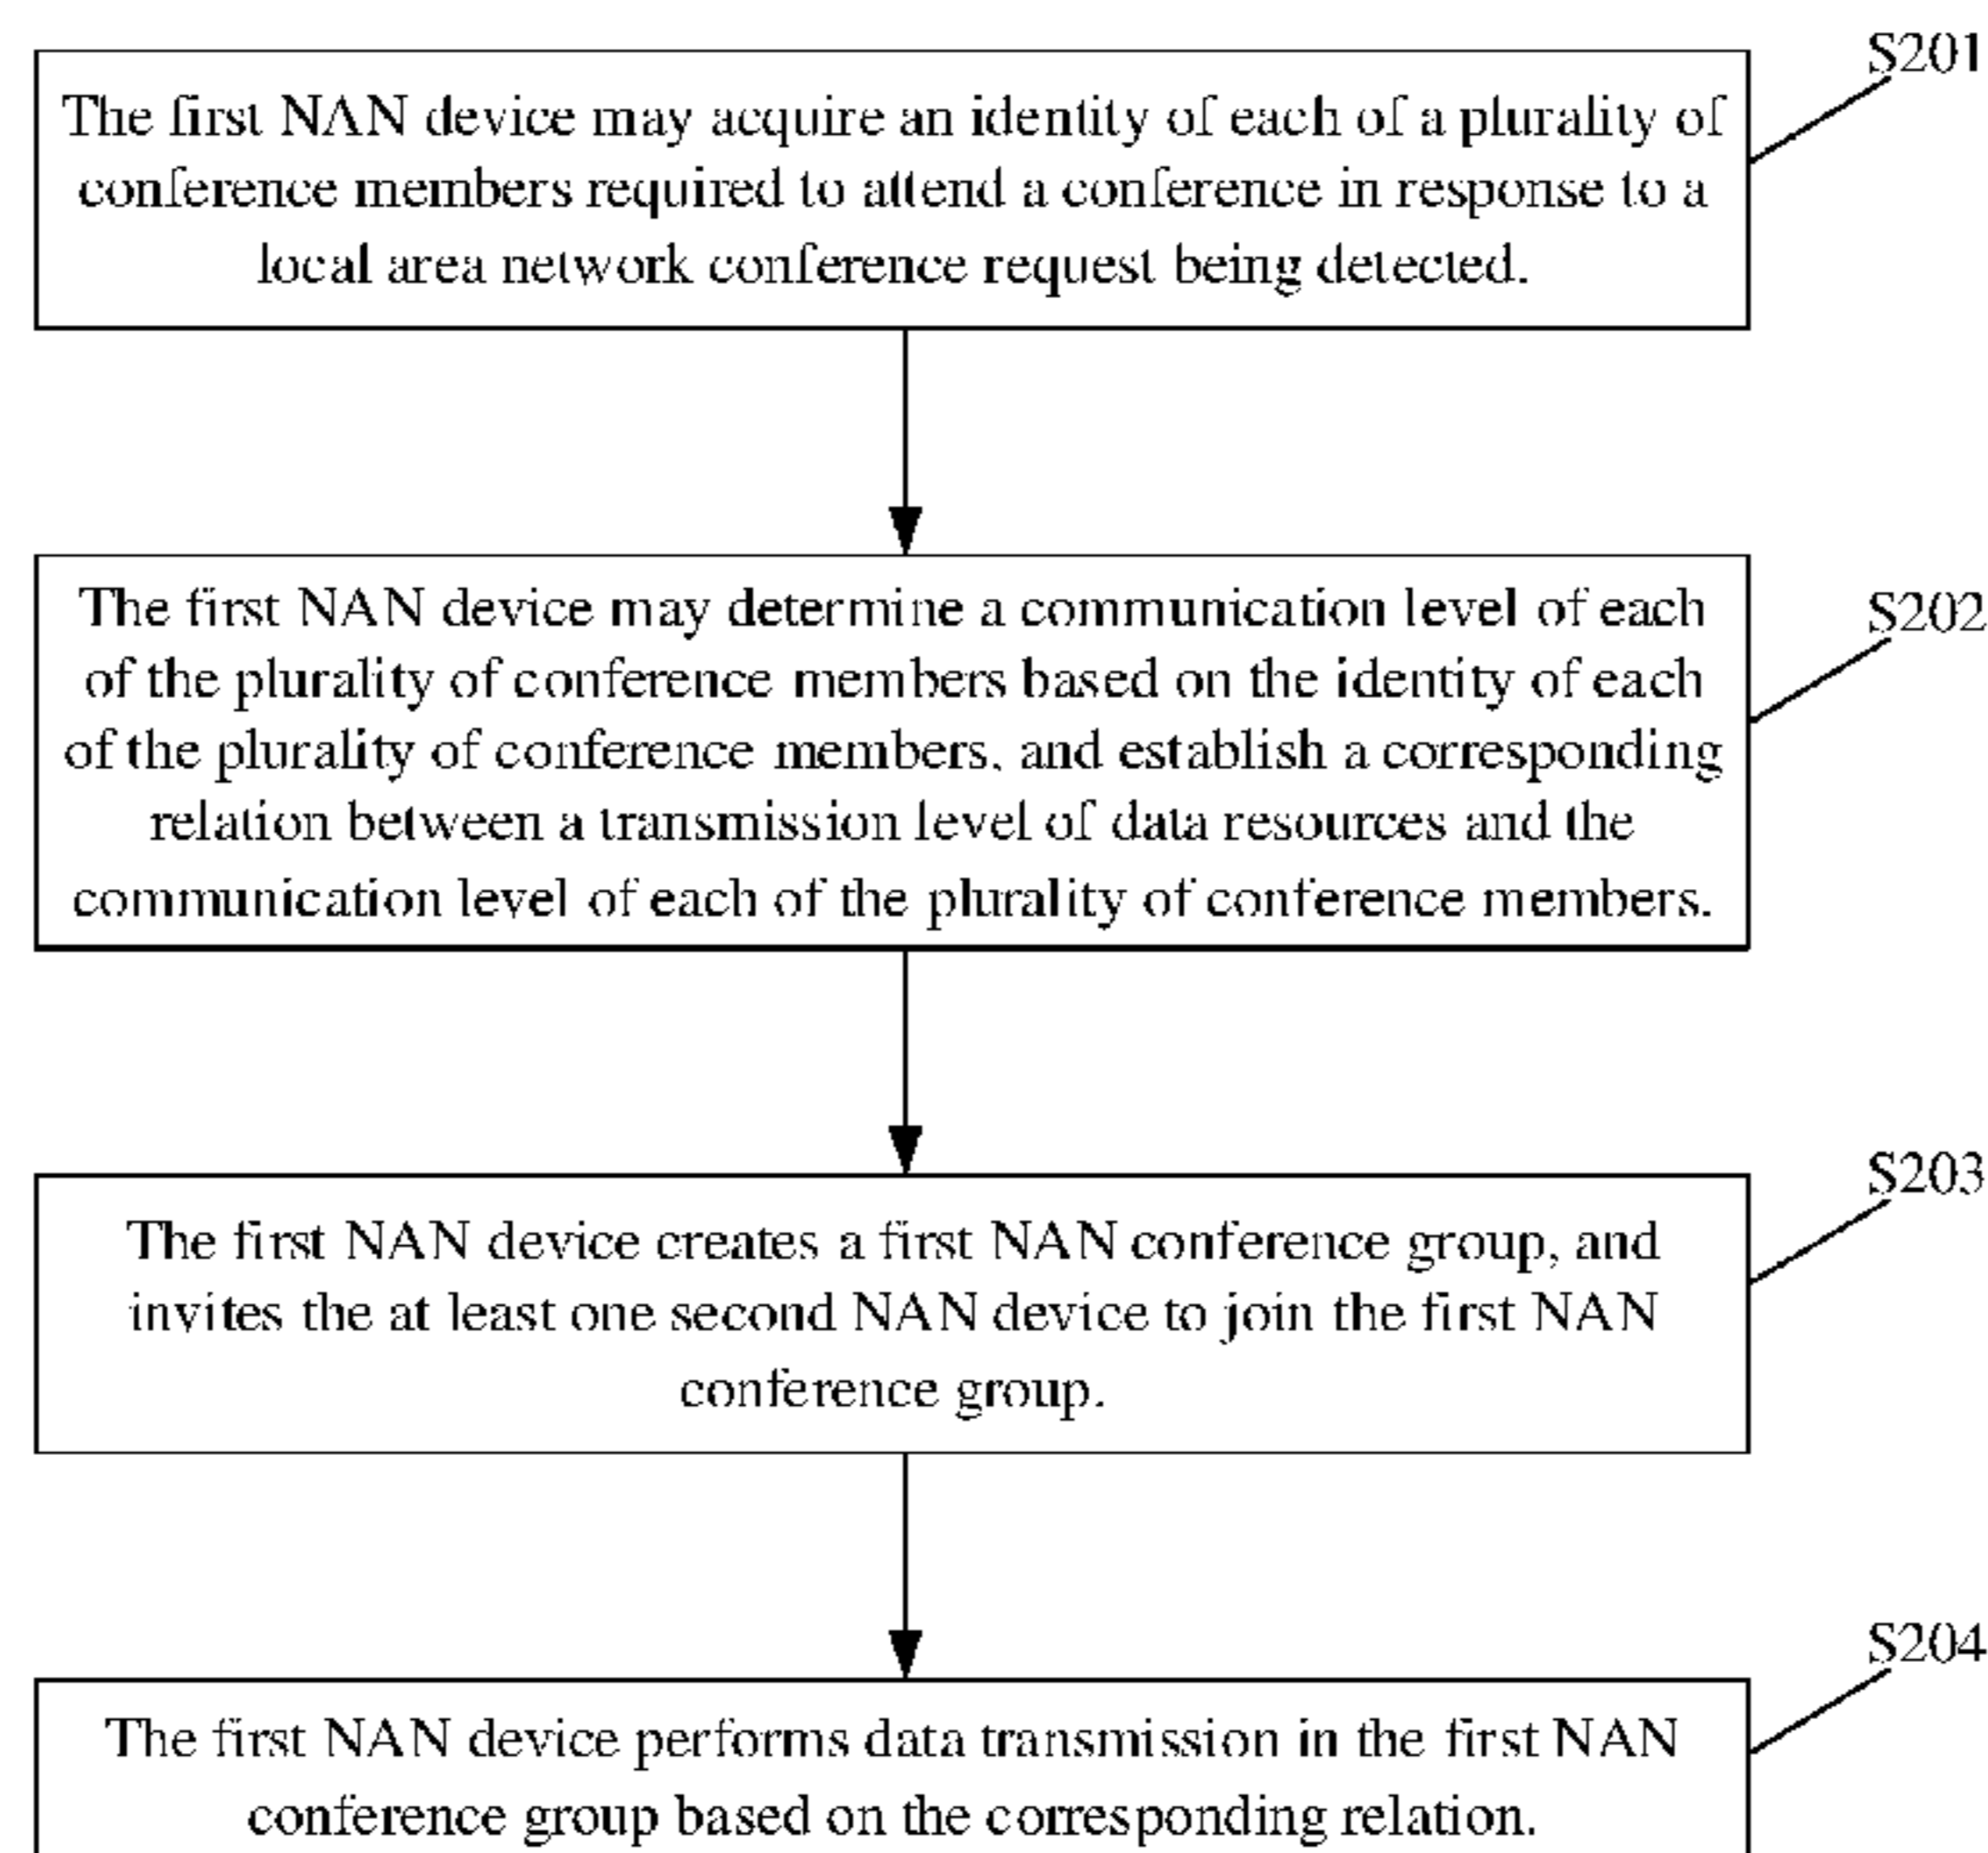 S201
The first NAN device may acquire an identity of each of a plurality of
conference members required to attend a conference in response to a
local area network conference request being detected.
S202
The first NAN device may determine a communication level of each
of the plurality of conference members based on the identity of each
of the plurality of conference members, and establish a corresponding
relation between a transmission level of data resources and the
communication level of each of the plurality of conference members.
S203
The first NAN device creates a first NAN conference group, and
invites the at least one second NAN device to join the first NAN
conference group.
S204
The first NAN device performs data transmission in the first NAN
conference group based on the corresponding relation.